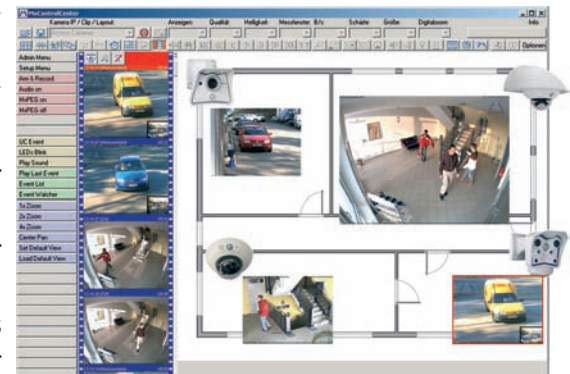 MxControlCenter
Kamera IP / Clip / Layout: Anzeigen: Qualität Helligkeit: Messfenster: B/s: Schärfe Größe: Digitalzoom: Info
Optionen
Admin Menu
Setup Menu
Arm & Record
Audio on
MxPEG on
MxPEG off
UC Event
LEDs Blink
Play Sound
Play Last Event
Event List
Event Watcher
1x Zoom
2x Zoom
4x Zoom
Center Pan
Set Default View
Load Default View